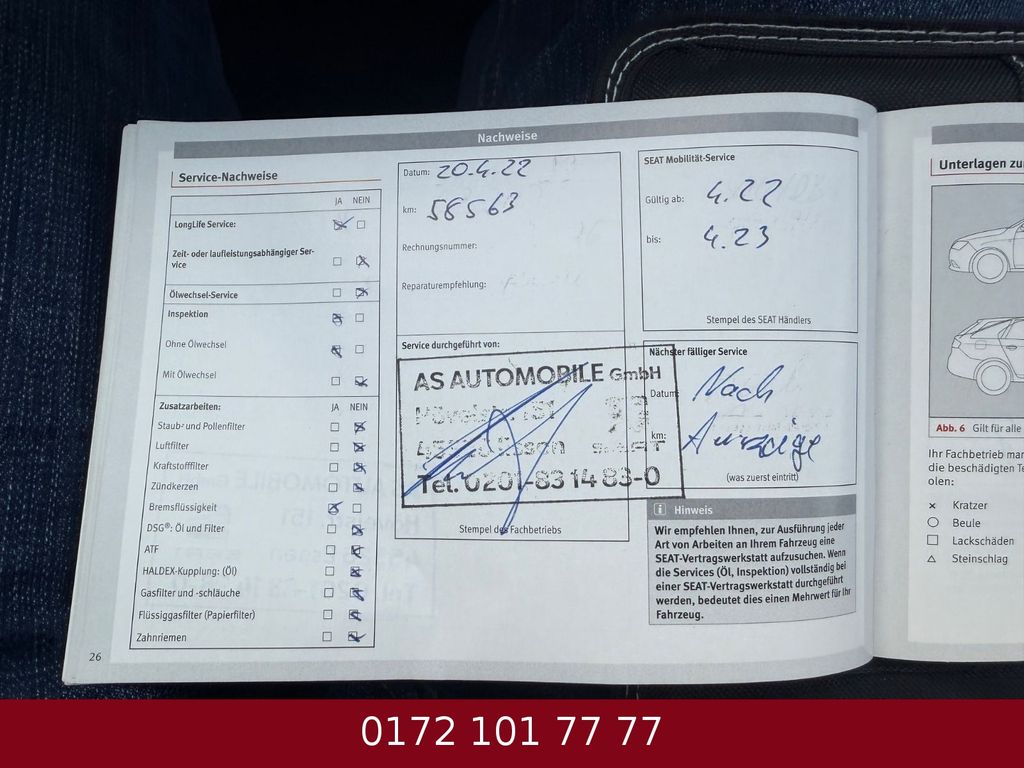 Nachweise
Service-Nachweise
JA NEIN
LongLife Service:
Zeit- oder laufleistungsabhängiger Ser-
vice
Ölwechsel-Service
Inspektion
Ohne Ölwechsel
Mit Ölwechsel
Zusatzarbeiten: JA NEIN
Staub- und Pollenfilter
Luftfilter
Kraftstofffilter
Zündkerzen
Bremsflüssigkeit
DSG®: Öl und Filter
ATF
HALDEX-Kupplung: (Öl)
Gasfilter und -schläuche
Flüssiggasfilter (Papierfilter)
Zahnriemen
26
Datum: 20.4.22
km: 58563
Rechnungsnummer:
Reparaturempfehlung:
Service durchgeführt von:
AS AUTOMOBILE GmbH
Essen SEAT
Tel. 0201-83 14 83-0
Stempel des Fachbetriebs
SEAT Mobilität-Service
Gültig ab: 4.22
bis: 4.23
Stempel des SEAT Händlers
Nächster fälliger Service
Datum: Nach
km: Anzeige
(was zuerst eintritt)
i Hinweis
Wir empfehlen Ihnen, zur Ausführung jeder
Art von Arbeiten an Ihrem Fahrzeug eine
SEAT-Vertragswerkstatt aufzusuchen. Wenn
die Services (Öl, Inspektion) vollständig bei
einer SEAT-Vertragswerkstatt durchgeführt
werden, bedeutet dies einen Mehrwert für Ihr
Fahrzeug.
Unterlagen zu
Abb. 6 Gilt für alle
Ihr Fachbetrieb mar
die beschädigten Te
olen:
Kratzer
Beule
Lackschäden
Steinschlag
0172 101 77 77